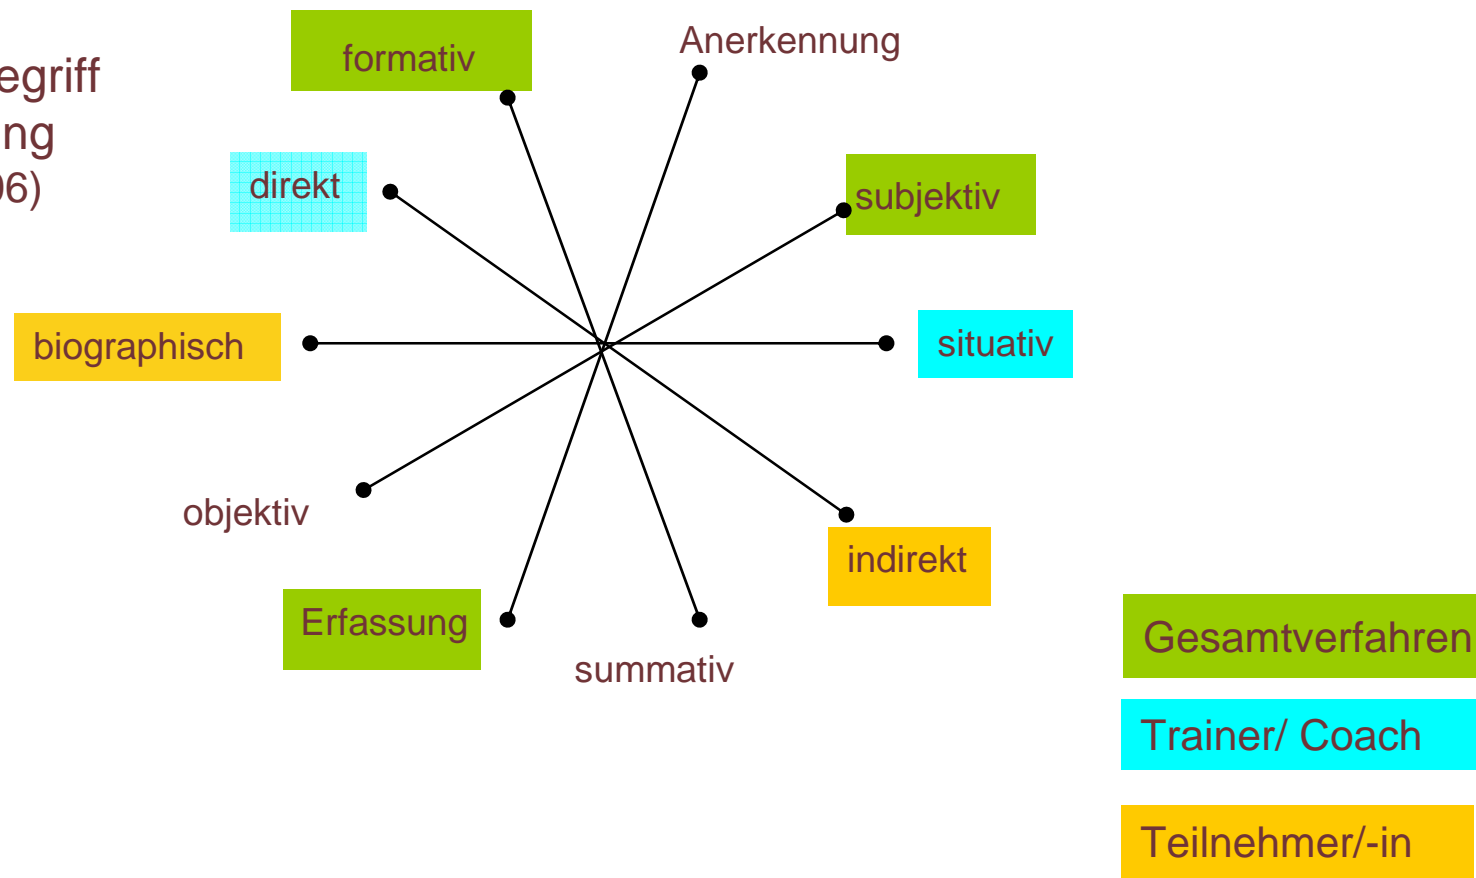 egriff
ng
06)
formativ
Anerkennung
direkt
subjektiv
biographisch
situativ
objektiv
indirekt
Erfassung
summativ
Gesamtverfahren
Trainer/ Coach
Teilnehmer/-in